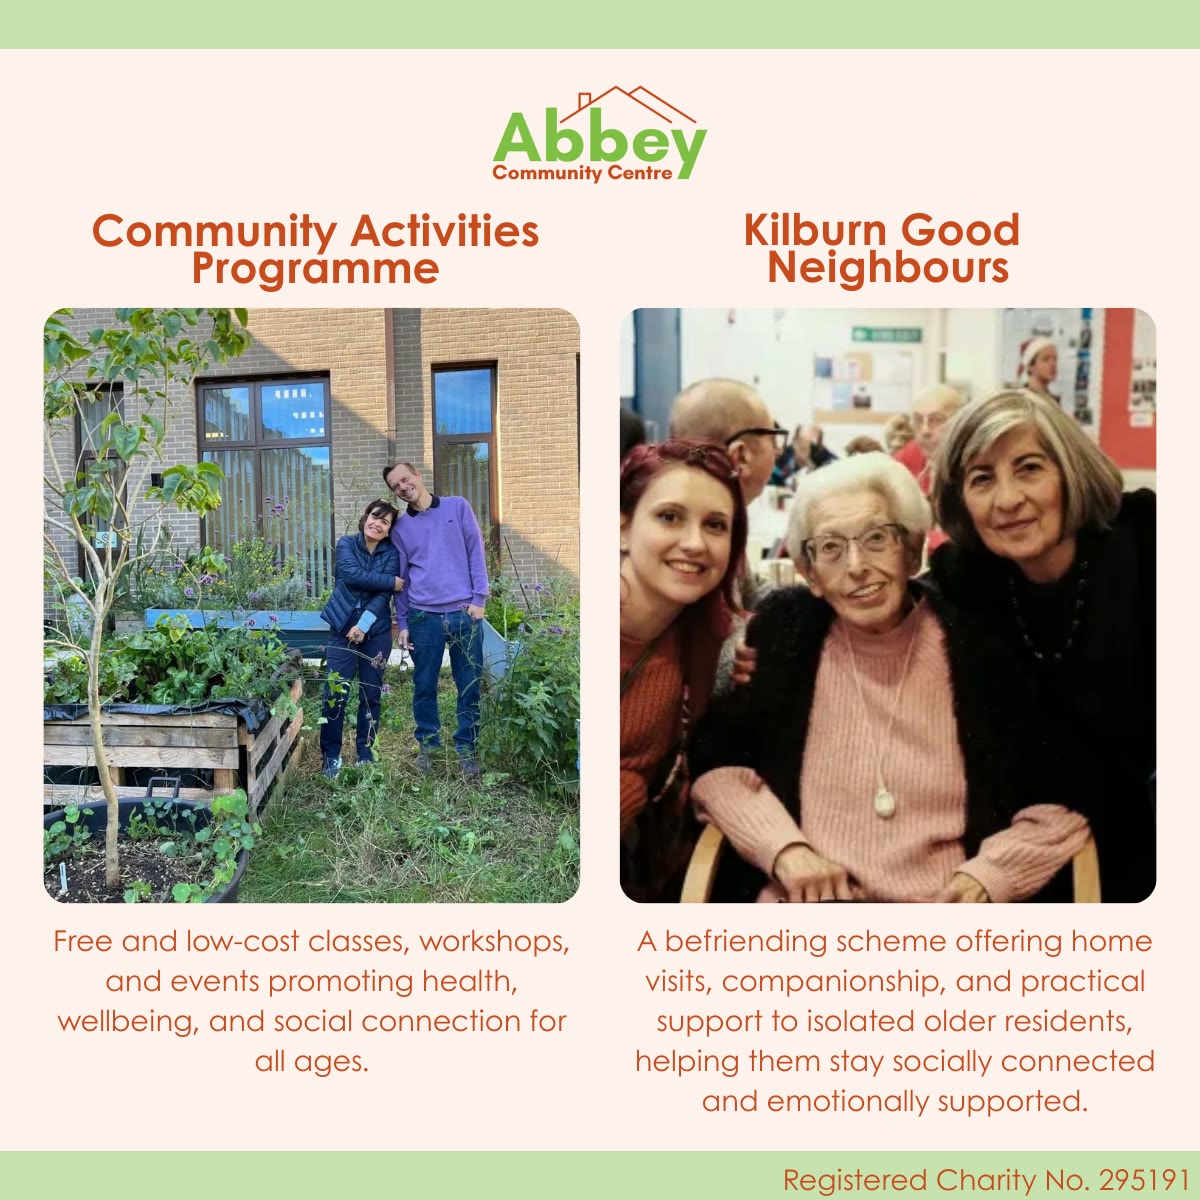 Abbey
Community Centre
Community Activities
Programme
Kilburn Good
Neighbours
Free and low-cost classes, workshops,
and events promoting health,
wellbeing, and social connection for
all ages.
A befriending scheme offering home
visits, companionship, and practical
support to isolated older residents,
helping them stay socially connected
and emotionally supported.
Registered Charity No. 295191